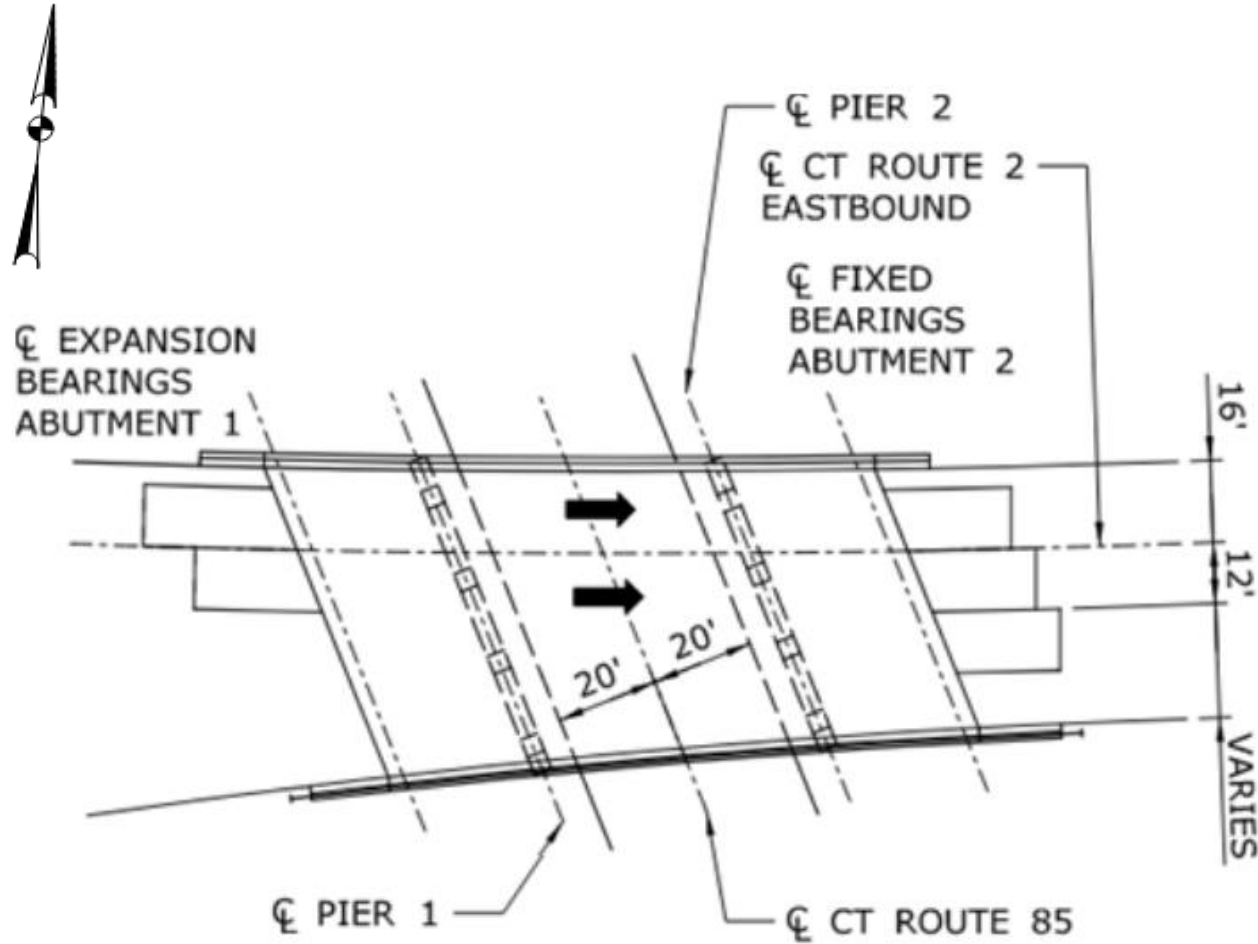 ℄ PIER 2
℄ CT ROUTE 2
EASTBOUND
℄ FIXED
BEARINGS
ABUTMENT 2
℄ EXPANSION
BEARINGS
ABUTMENT 1
16'
12'
VARIES
20'
20'
℄ PIER 1
℄ CT ROUTE 85